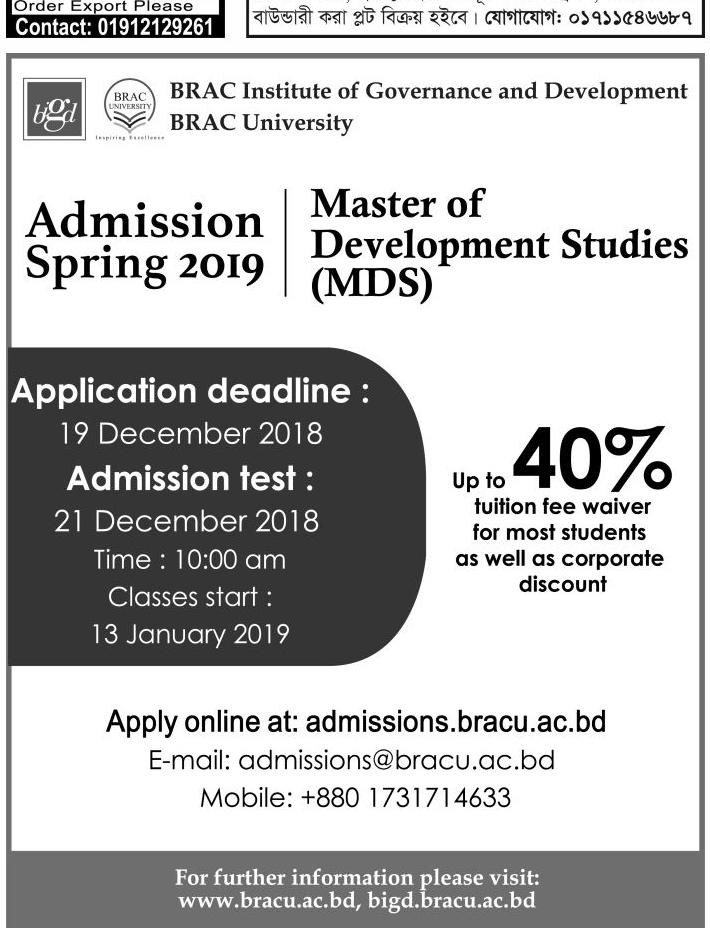 Order Export Please
Contact: 01912129261
বাউন্ডারী করা প্লট বিক্রয় হইবে। যোগাযোগ: ০১৭১১৫৪৬৬৮৭
bigd
BRAC
UNIVERSITY
Inspiring Excellence
BRAC Institute of Governance and Development
BRAC University
Admission
Spring 2019
Master of
Development Studies
(MDS)
Application deadline :
19 December 2018
Admission test :
21 December 2018
Time : 10:00 am
Classes start :
13 January 2019
Up to 40%
tuition fee waiver
for most students
as well as corporate
discount
Apply online at: admissions.bracu.ac.bd
E-mail: admissions@bracu.ac.bd
Mobile: +880 1731714633
For further information please visit:
www.bracu.ac.bd, bigd.bracu.ac.bd